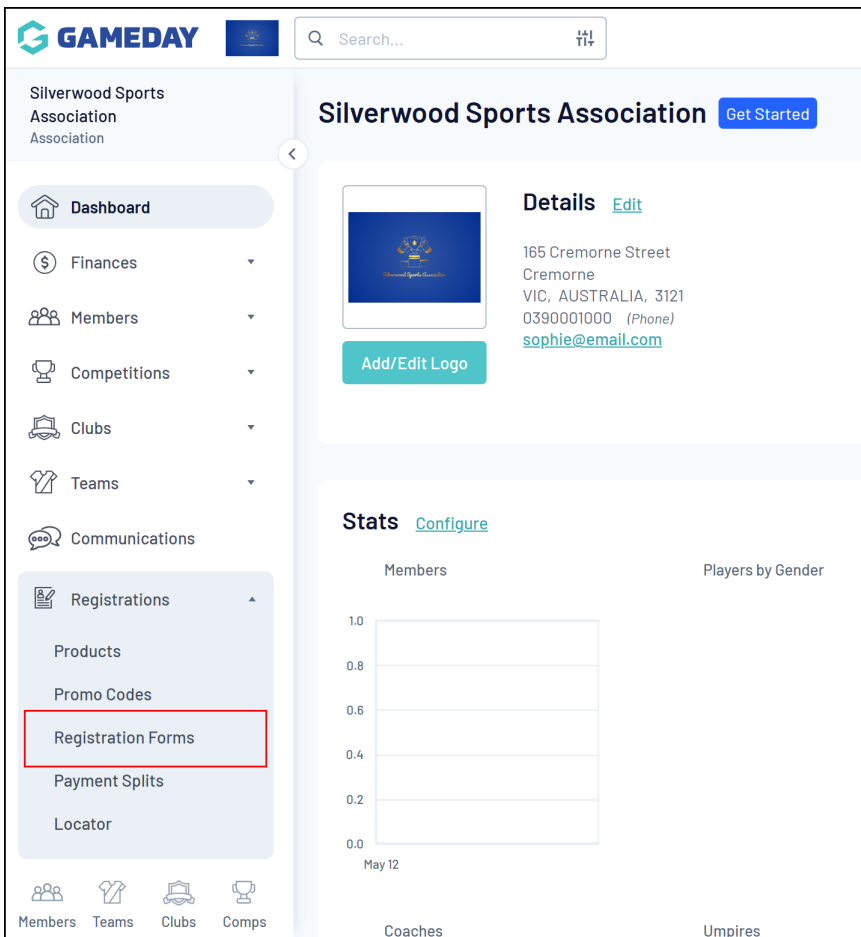 GAMEDAY
Search...
Silverwood Sports
Association
Association
Silverwood Sports Association
Get Started
Dashboard
Finances
Members
Competitions
Clubs
Teams
Communications
Registrations
Products
Promo Codes
Registration Forms
Payment Splits
Locator
Members
Teams
Clubs
Comps
Silverwood Sports Association
Add/Edit Logo
Details
Edit
165 Cremorne Street
Cremorne
VIC, AUSTRALIA, 3121
0390001000 (Phone)
sophie@email.com
Stats
Configure
Members
Players by Gender
1.0
0.8
0.6
0.4
0.2
0.0
May 12
Coaches
Umpires